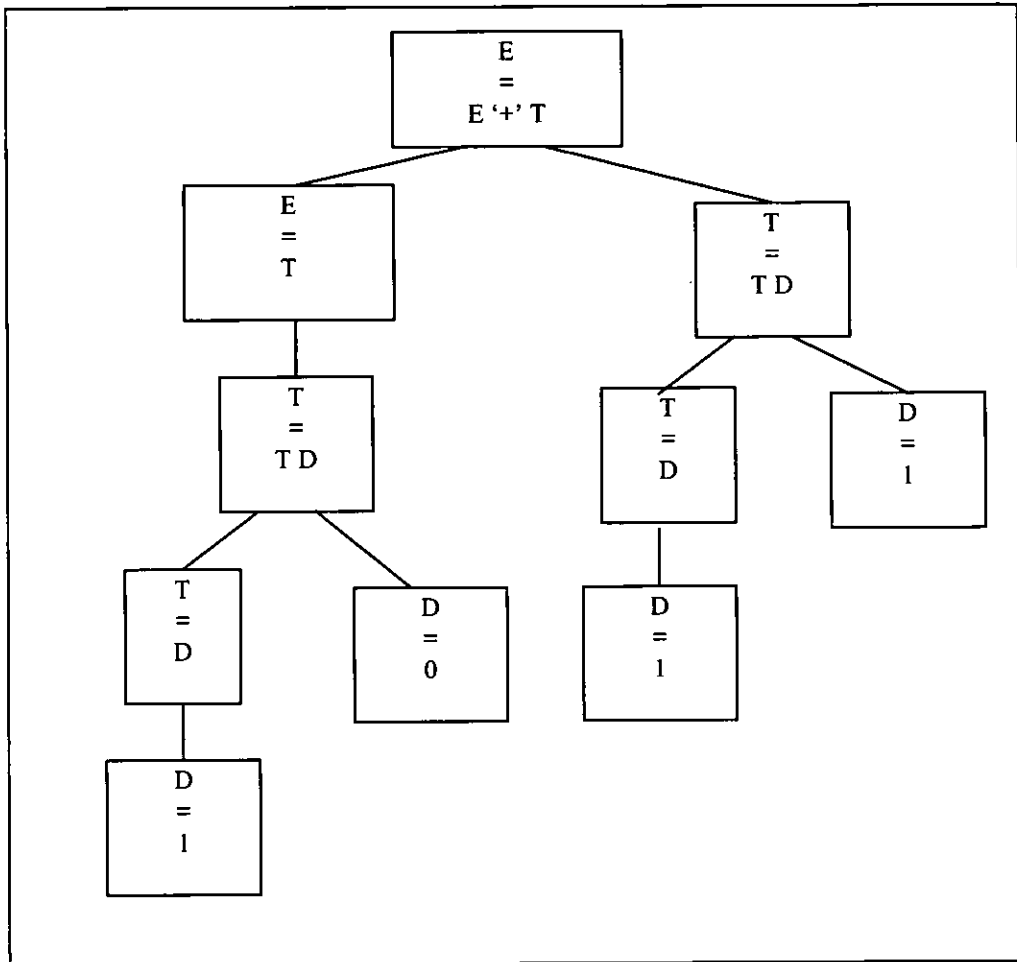 E
=
E ‘+’ T
E
=
T
T
=
T D
T
=
T D
T
=
D
D
=
1
T
=
D
D
=
0
D
=
1
D
=
1